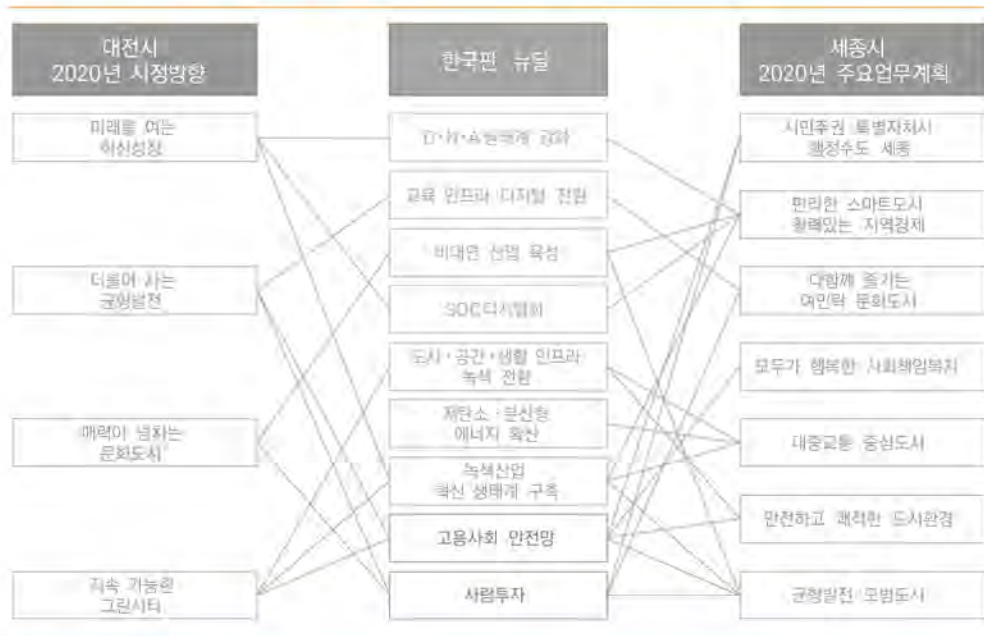 대전시
2020년 시정방향
한국판 뉴딜
세종시
2020년 주요업무계획
미래를 여는
혁신성장
더불어 사는
균형발전
매력이 넘치는
문화도시
지속 가능한
그린시티
D·N·A 생태계 강화
교육 인프라 디지털 전환
비대면 산업 육성
SOC디지털화
도시·공간·생활 인프라
녹색 전환
저탄소·분산형
에너지 확산
녹색산업
혁신 생태계 구축
고용사회 안전망
사람투자
시민주권 특별자치시
행정수도 세종
편리한 스마트도시
활력있는 지역경제
다함께 즐기는
여민락 문화도시
모두가 행복한 사회책임복지
대중교통 중심도시
안전하고 쾌적한 도시환경
균형발전 모범도시